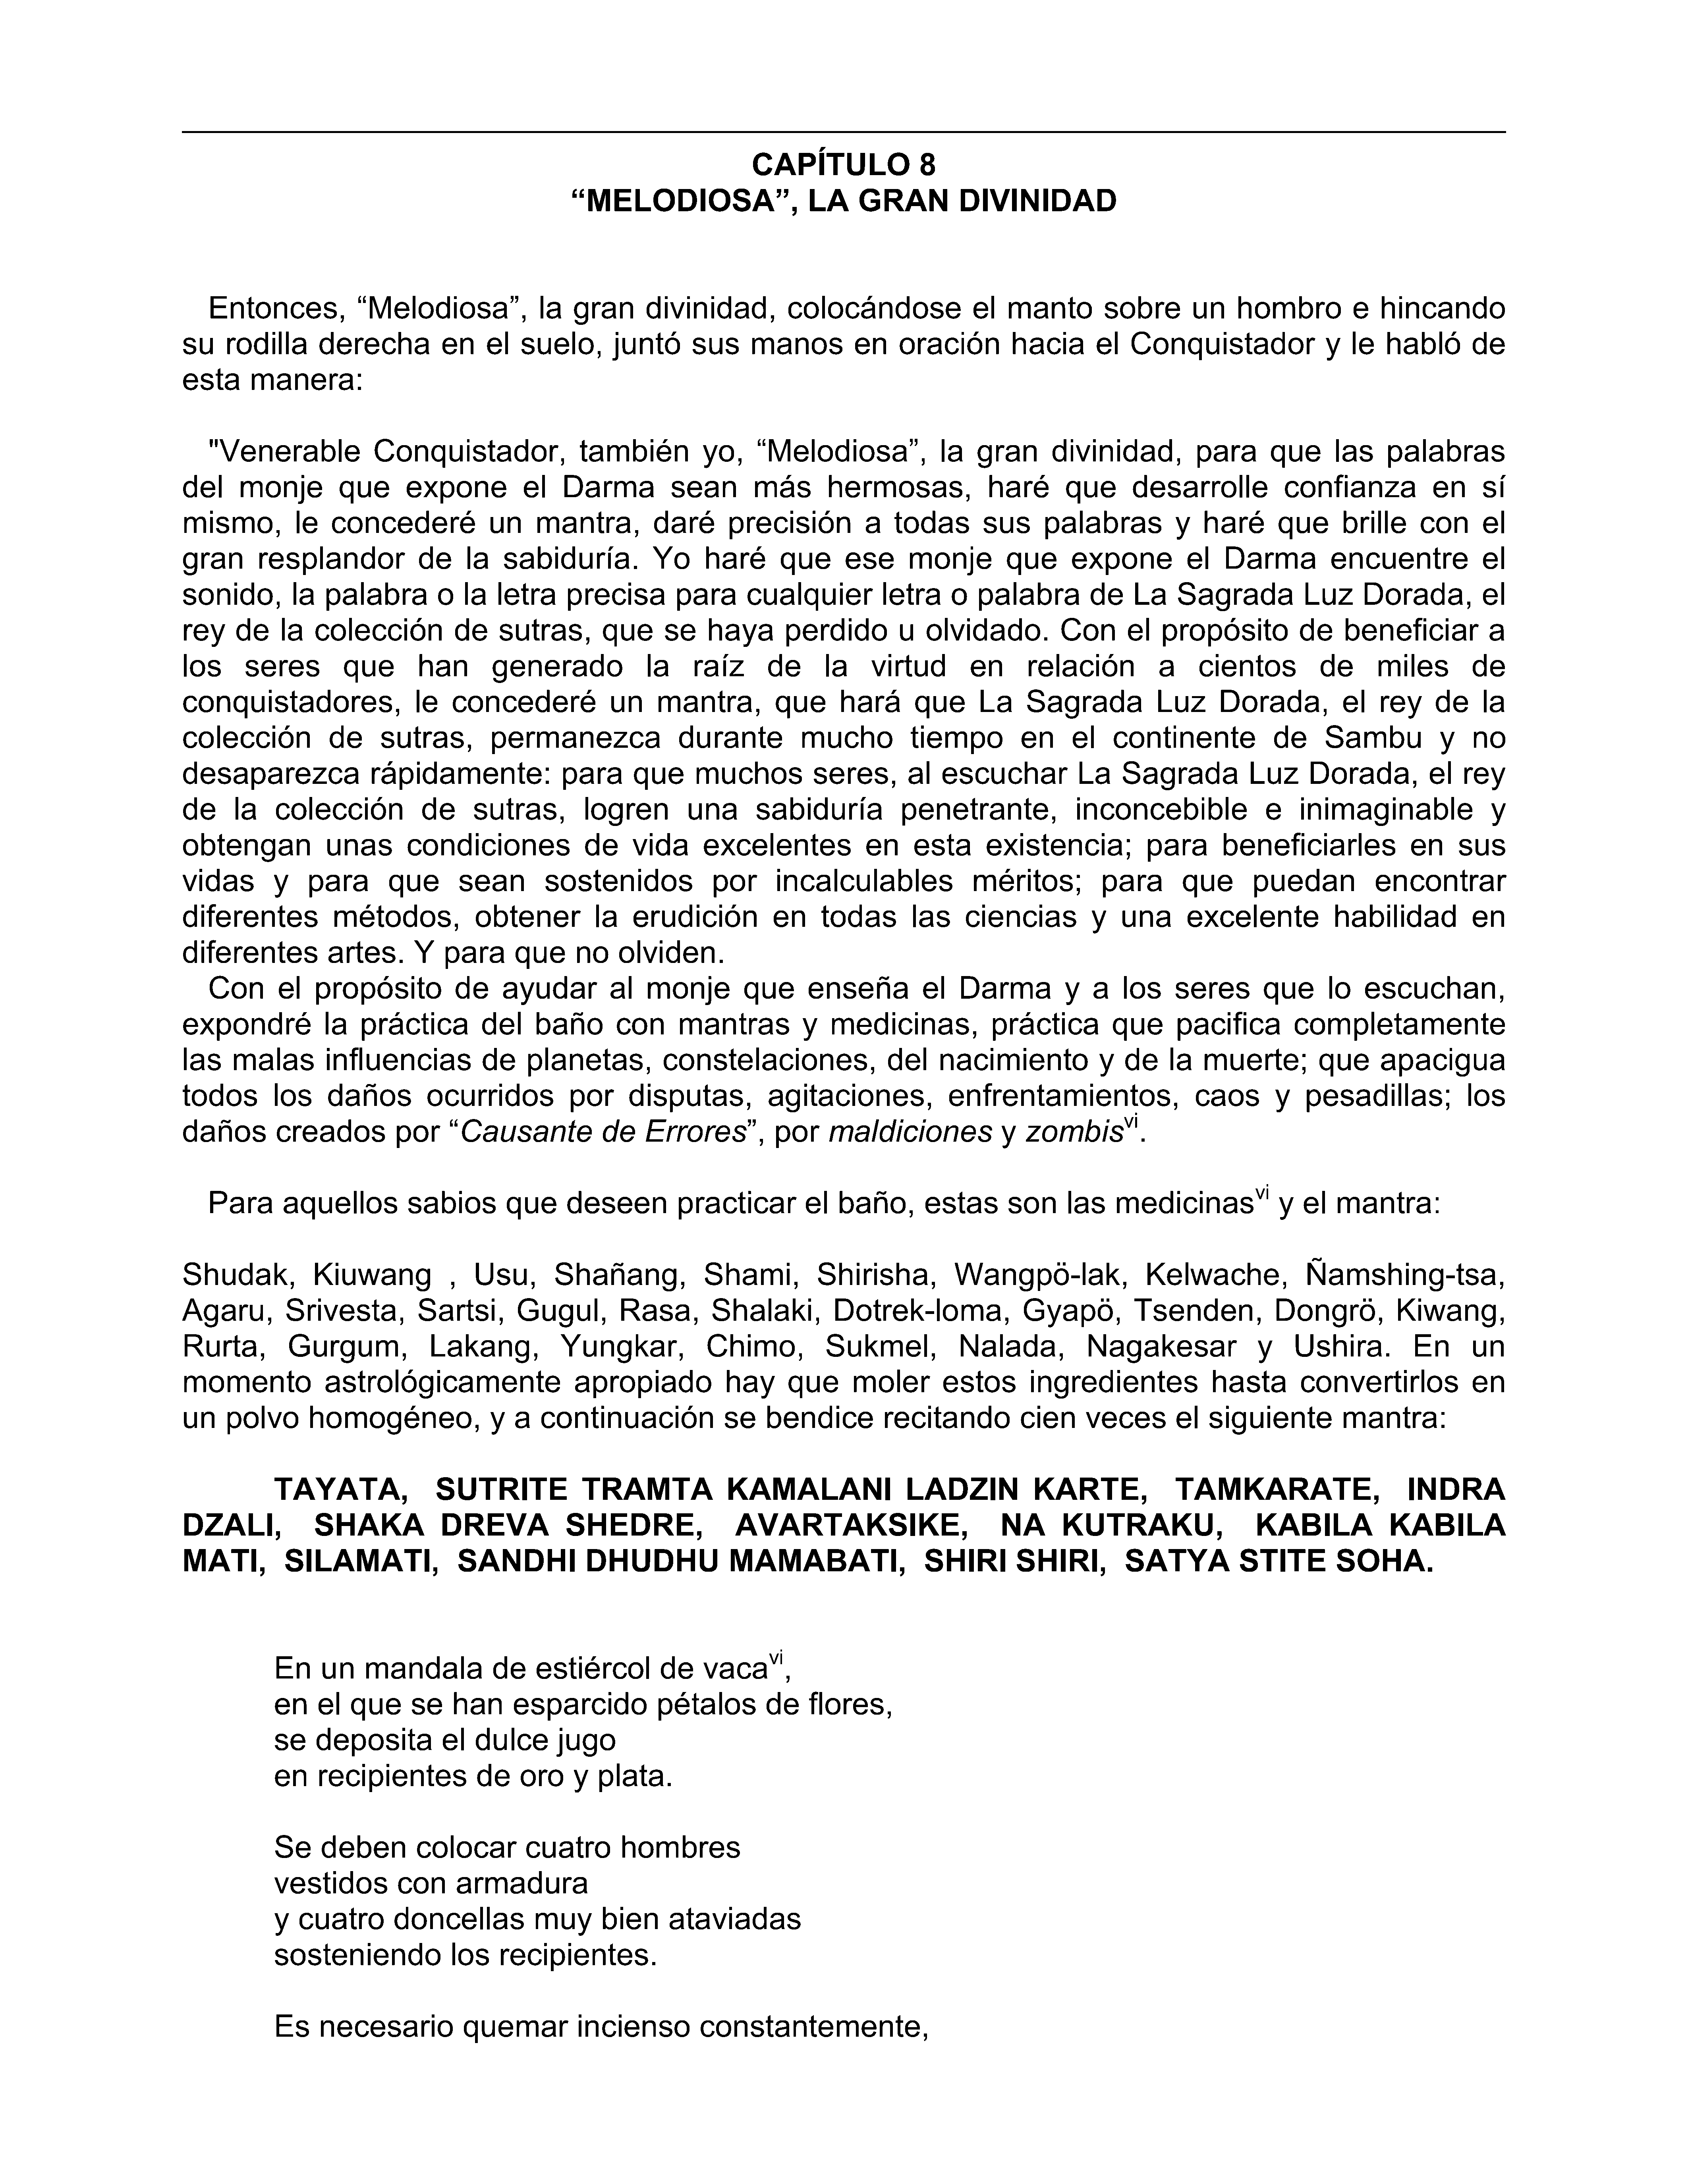 CAPÍTULO 8
“MELODIOSA”, LA GRAN DIVINIDAD
Entonces, “Melodiosa”, la gran divinidad, colocándose el manto sobre un hombro e hincando
su rodilla derecha en el suelo, juntó sus manos en oración hacia el Conquistador y le habló de
esta manera:
"Venerable Conquistador, también yo, “Melodiosa”, la gran divinidad, para que las palabras
del monje que expone el Darma sean más hermosas, haré que desarrolle confianza en sí
mismo, le concederé un mantra, daré precisión a todas sus palabras y haré que brille con el
gran resplandor de la sabiduría. Yo haré que ese monje que expone el Darma encuentre el
sonido, la palabra o la letra precisa para cualquier letra o palabra de La Sagrada Luz Dorada, el
rey de la colección de sutras, que se haya perdido u olvidado. Con el propósito de beneficiar a
los seres que han generado la raíz de la virtud en relación a cientos de miles de
conquistadores, le concederé un mantra, que hará que La Sagrada Luz Dorada, el rey de la
colección de sutras, permanezca durante mucho tiempo en el continente de Sambu y no
desaparezca rápidamente: para que muchos seres, al escuchar La Sagrada Luz Dorada, el rey
de la colección de sutras, logren una sabiduría penetrante, inconcebible e inimaginable y
obtengan unas condiciones de vida excelentes en esta existencia; para beneficiarles en sus
vidas y para que sean sostenidos por incalculables méritos; para que puedan encontrar
diferentes métodos, obtener la erudición en todas las ciencias y una excelente habilidad en
diferentes artes. Y para que no olviden.
Con el propósito de ayudar al monje que enseña el Darma y a los seres que lo escuchan,
expondré la práctica del baño con mantras y medicinas, práctica que pacifica completamente
las malas influencias de planetas, constelaciones, del nacimiento y de la muerte; que apacigua
todos los daños ocurridos por disputas, agitaciones, enfrentamientos, caos y pesadillas; los
daños creados por “Causante de Errores”, por maldiciones y zombis vi.
Para aquellos sabios que deseen practicar el baño, estas son las medicinas vi y el mantra:
Shudak, Kiuwang , Usu, Shañang, Shami, Shirisha, Wangpö-lak, Kelwache, Ñamshing-tsa,
Agaru, Srivesta, Sartsi, Gugul, Rasa, Shalaki, Dotrek-loma, Gyapö, Tsenden, Dongrö, Kiwang,
Rurta, Gurgum, Lakang, Yungkar, Chimo, Sukmel, Nalada, Nagakesar y Ushira. En un
momento astrológicamente apropiado hay que moler estos ingredientes hasta convertirlos en
un polvo homogéneo, y a continuación se bendice recitando cien veces el siguiente mantra:
TAYATA, SUTRITE TRAMTA KAMALANI LADZIN KARTE, TAMKARATE, INDRA
DZALI, SHAKA DREVA SHEDRE, AVARTAKSIKE, NA KUTRAKU, KABILA KABILA
MATI, SILAMATI, SANDHI DHUDHU MAMABATI, SHIRI SHIRI, SATYA STITE SOHA.
En un mandala de estiércol de vaca vi,
en el que se han esparcido pétalos de flores,
se deposita el dulce jugo
en recipientes de oro y plata.
Se deben colocar cuatro hombres
vestidos con armadura
y cuatro doncellas muy bien ataviadas
sosteniendo los recipientes.
Es necesario quemar incienso constantemente,